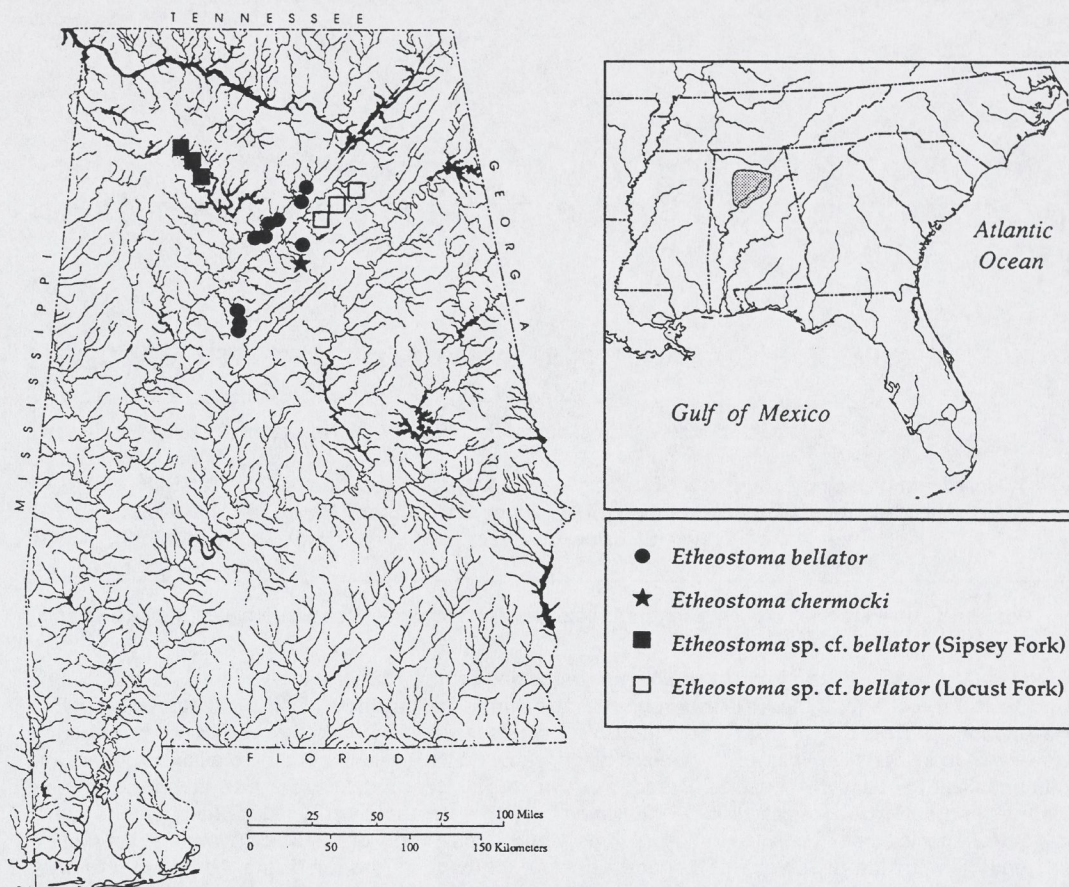 TENNESSEE
GEORGIA
MISSISSIPPI
FLORIDA
0 25 50 75 100 Miles
0 50 100 150 Kilometers
Atlantic
Ocean
Gulf of Mexico
Etheostoma bellator
Etheostoma chermocki
Etheostoma sp. cf. bellator (Sipsey Fork)
Etheostoma sp. cf. bellator (Locust Fork)